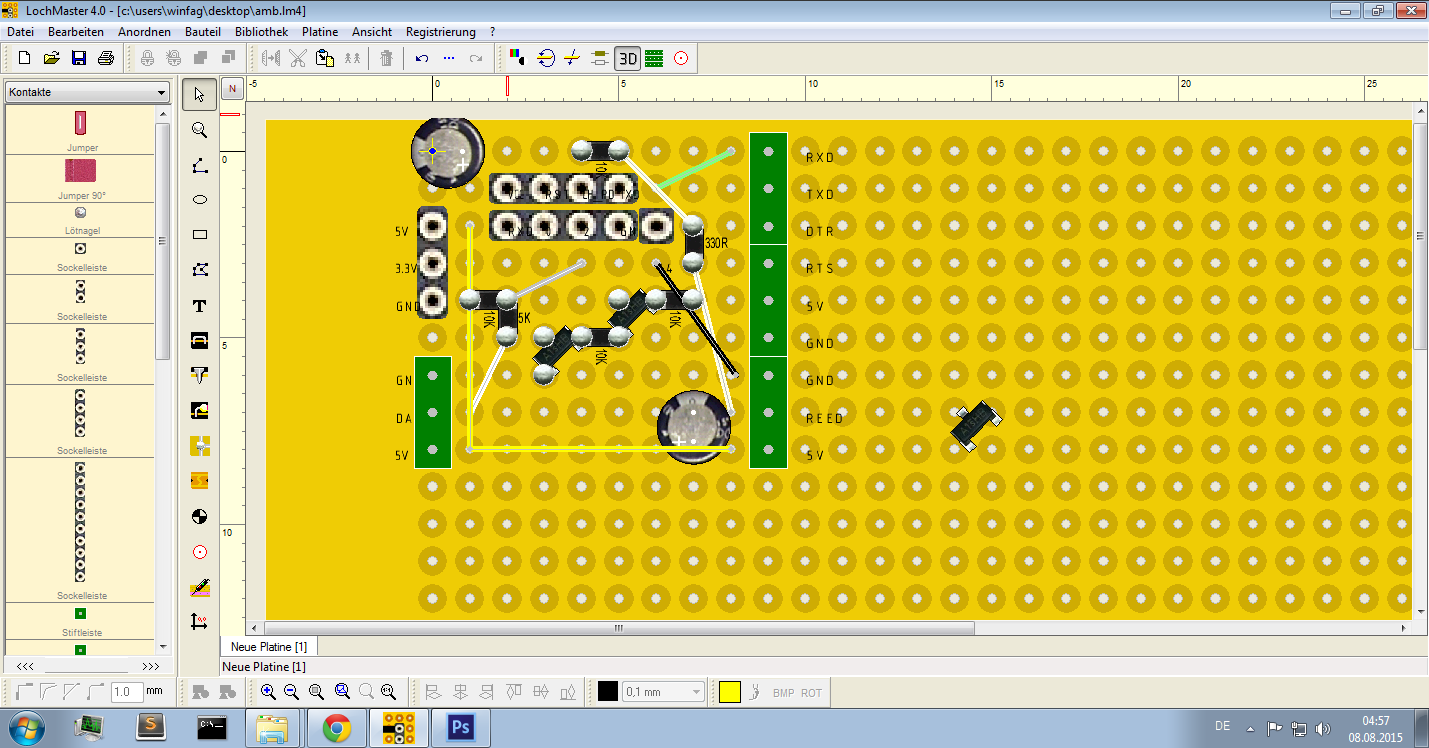 LochMaster 4.0 - [c:\users\winfag\desktop\amb.lm4]
Datei Bearbeiten Anordnen Bauteil Bibliothek Platine Ansicht Registrierung ?
3D
Kontakte
N
-5 0 5 10 15 20 25
Jumper
Jumper 90°
Lötnagel
Sockelleiste
Sockelleiste
Sockelleiste
Sockelleiste
Sockelleiste
Stiftleiste
<<< >>>
T
0
5
10
10K
5V
3.3V
GND
330R
10K
5K
10K
10K
GN
DA
5V
RXD
TXD
DTR
RTS
5V
GND
GND
REED
5V
Neue Platine [1]
Neue Platine [1]
1.0 mm
0,1 mm
BMP ROT
C:\
Ps
DE
04:57
08.08.2015